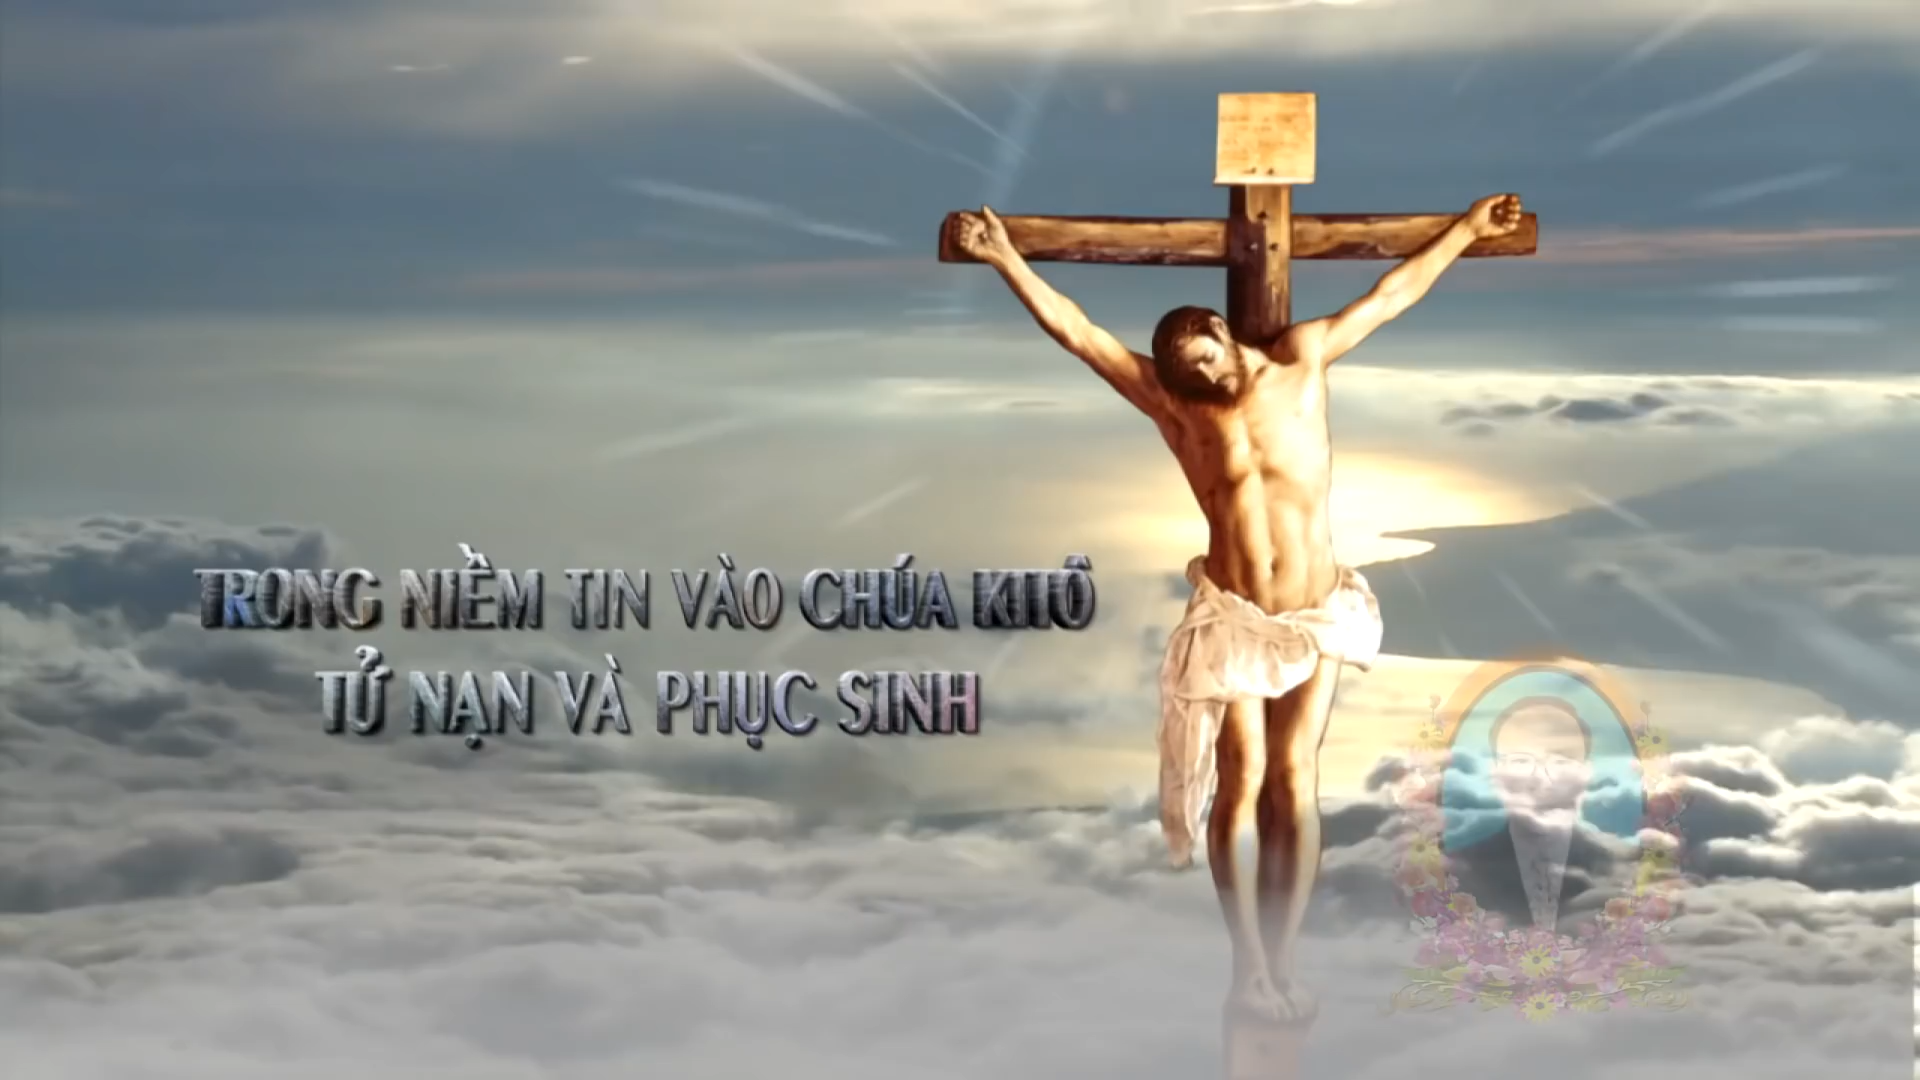 TRONG NIỀM TIN VÀO CHÚA KITÔ
TỬ NẠN VÀ PHỤC SINH